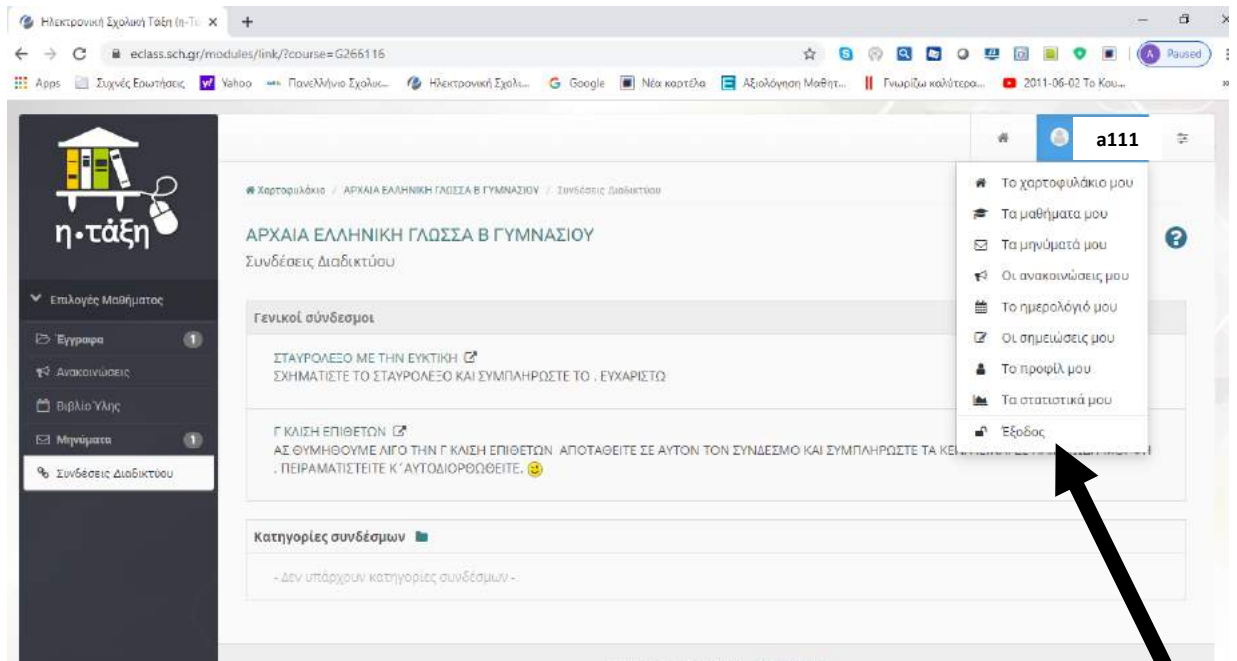 Ηλεκτρονική Σχολική Τάξη (η-Τά
eclass.sch.gr/modules/link/?course=G266116
Paused
Apps
Συχνές Ερωτήσεις
Yahoo
Πανελλήνιο Σχολικ...
Ηλεκτρονική Σχολι...
Google
Νέα καρτέλα
Αξιολόγηση Μαθητ...
Γνωρίζω καλύτερα...
2011-06-02 Το Κου...
η·τάξη
a111
Χαρτοφυλάκιο / ΑΡΧΑΙΑ ΕΛΛΗΝΙΚΗ ΓΛΩΣΣΑ Β ΓΥΜΝΑΣΙΟΥ / Συνδέσεις Διαδικτύου
ΑΡΧΑΙΑ ΕΛΛΗΝΙΚΗ ΓΛΩΣΣΑ Β ΓΥΜΝΑΣΙΟΥ
Συνδέσεις Διαδικτύου
Το χαρτοφυλάκιο μου
Τα μαθήματα μου
Τα μηνύματά μου
Οι ανακοινώσεις μου
Το ημερολόγιό μου
Οι σημειώσεις μου
Το προφίλ μου
Τα στατιστικά μου
Έξοδος
Επιλογές Μαθήματος
Έγγραφα 1
Ανακοινώσεις
Βιβλίο Ύλης
Μηνύματα 1
Συνδέσεις Διαδικτύου
Γενικοί σύνδεσμοι
ΣΤΑΥΡΟΛΕΞΟ ΜΕ ΤΗΝ ΕΥΚΤΙΚΗ
ΣΧΗΜΑΤΙΣΤΕ ΤΟ ΣΤΑΥΡΟΛΕΞΟ ΚΑΙ ΣΥΜΠΛΗΡΩΣΤΕ ΤΟ . ΕΥΧΑΡΙΣΤΩ
Γ ΚΛΙΣΗ ΕΠΙΘΕΤΩΝ
ΑΣ ΘΥΜΗΘΟΥΜΕ ΛΙΓΟ ΤΗΝ Γ ΚΛΙΣΗ ΕΠΙΘΕΤΩΝ ΑΠΟΤΑΘΕΙΤΕ ΣΕ ΑΥΤΟΝ ΤΟΝ ΣΥΝΔΕΣΜΟ ΚΑΙ ΣΥΜΠΛΗΡΩΣΤΕ ΤΑ
. ΠΕΙΡΑΜΑΤΙΣΤΕΙΤΕ Κ΄ΑΥΤΟΔΙΟΡΘΩΘΕΙΤΕ.
Κατηγορίες συνδέσμων
- Δεν υπάρχουν κατηγορίες συνδέσμων -